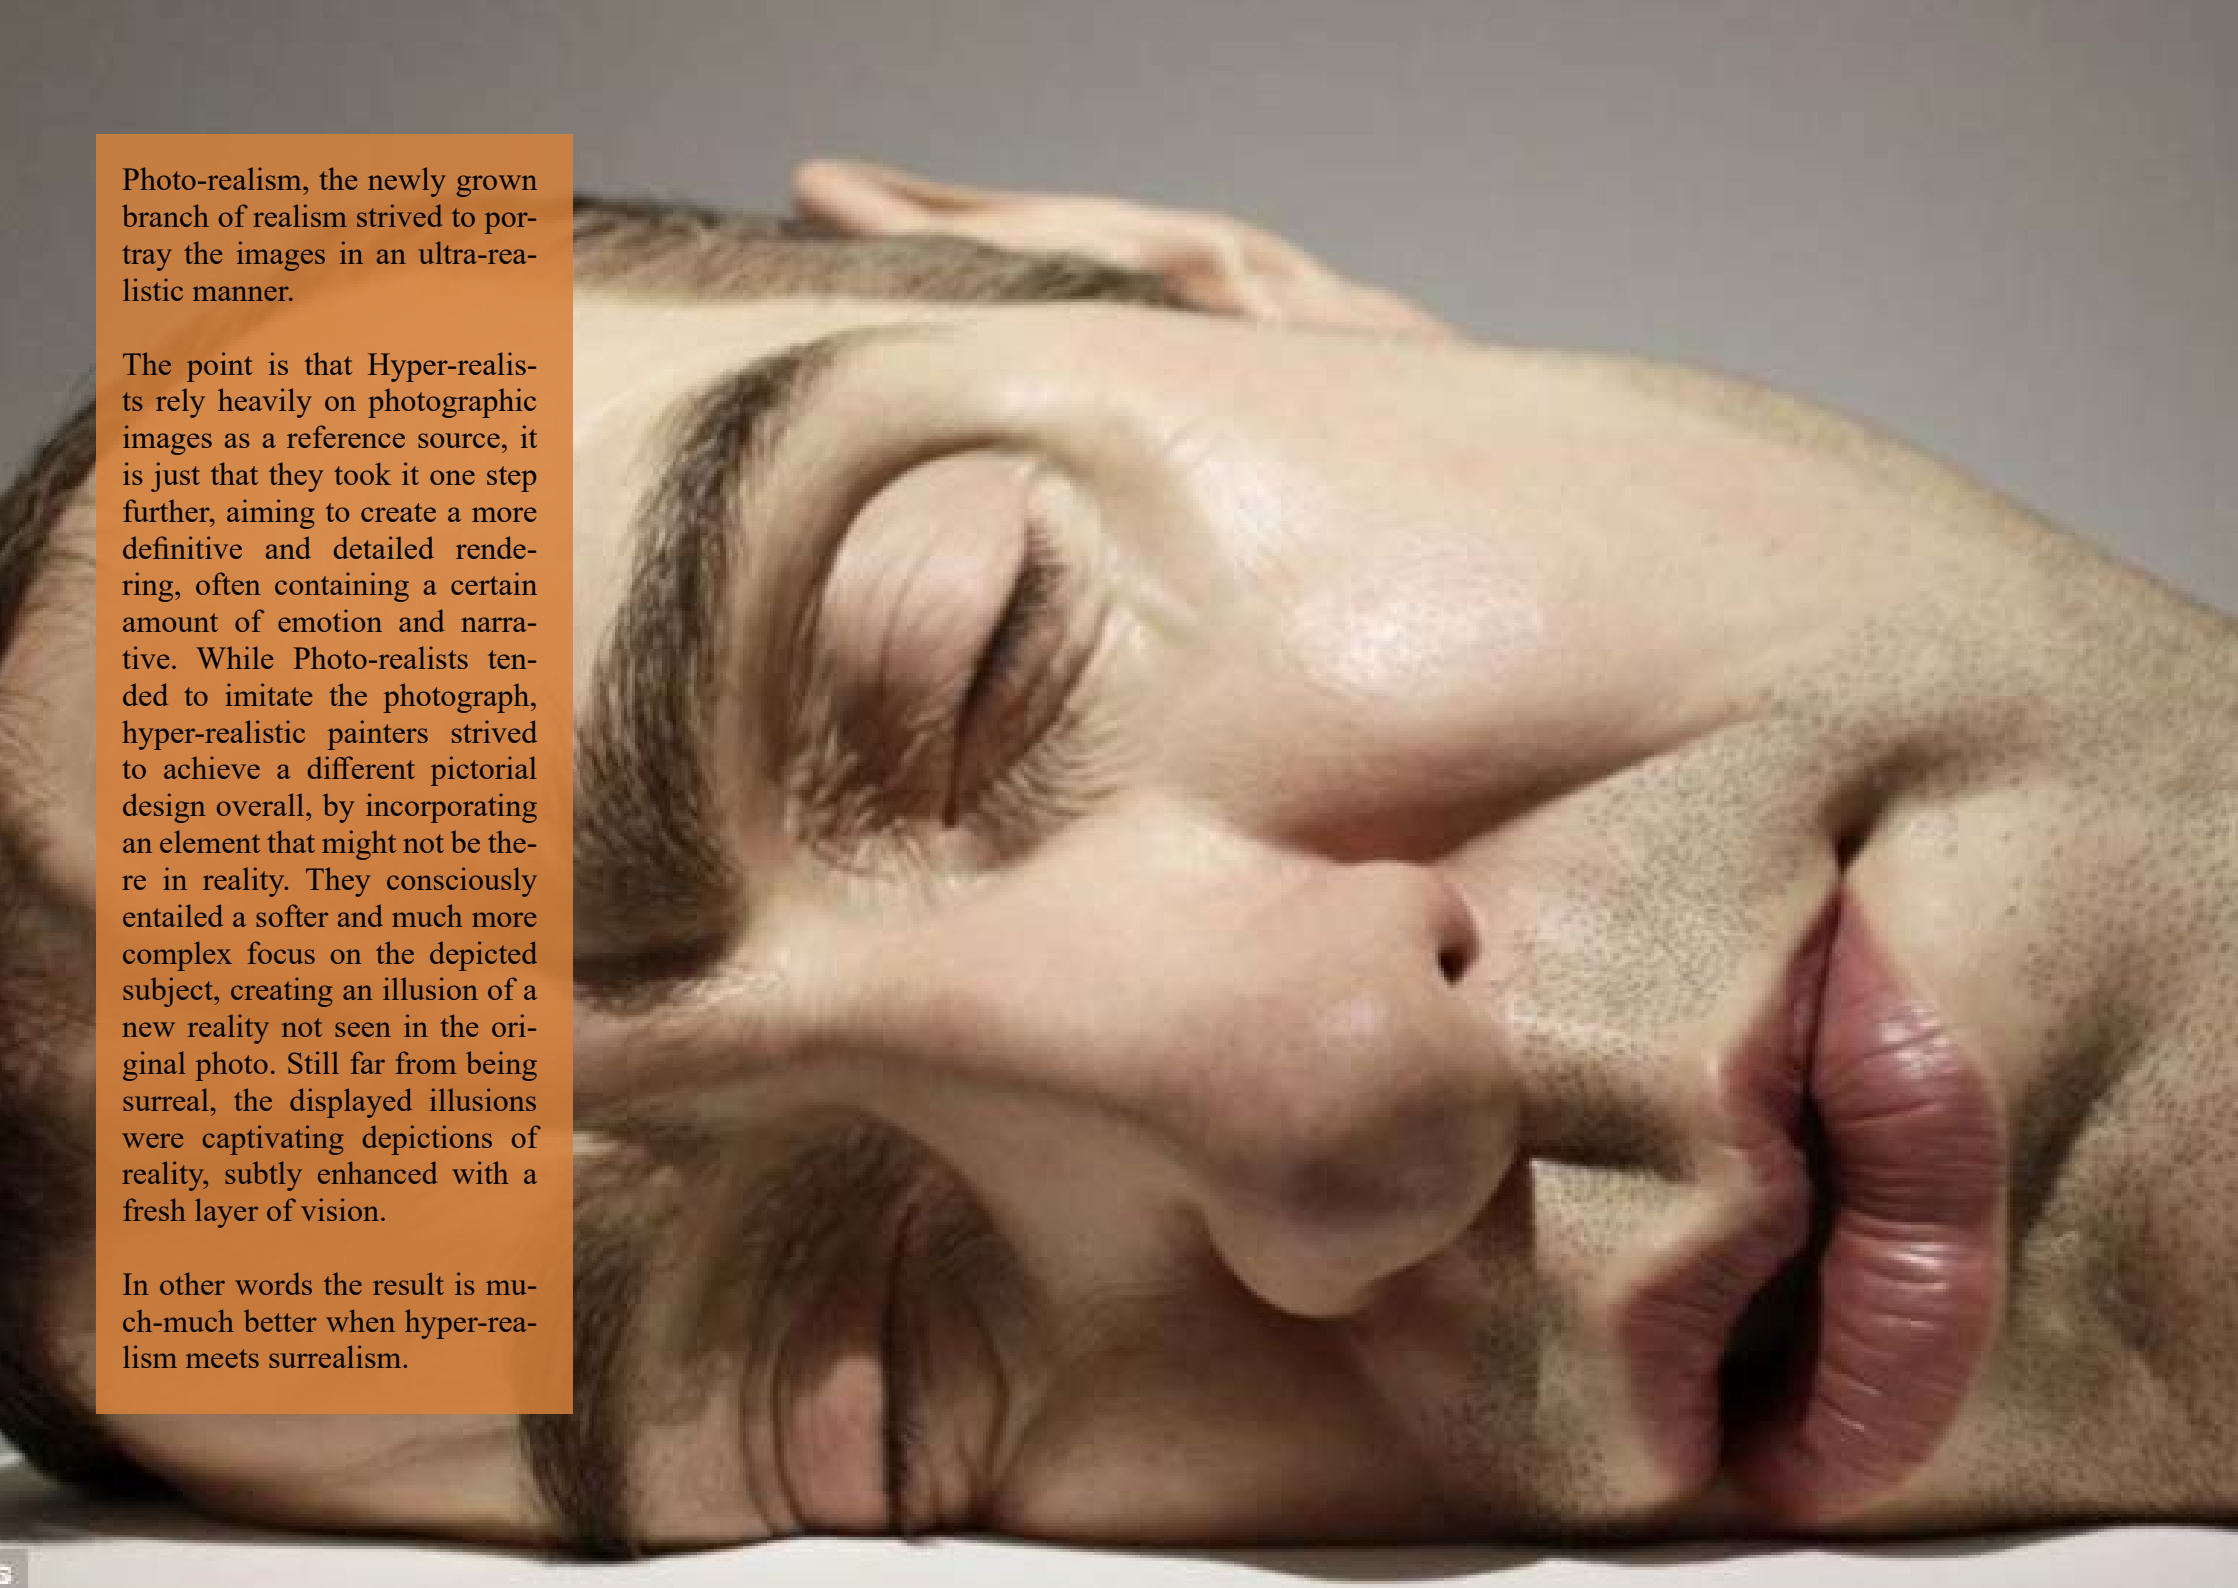 Photo-realism, the newly grown
branch of realism strived to por-
tray the images in an ultra-rea-
listic manner.
The point is that Hyper-realis-
ts rely heavily on photographic
images as a reference source, it
is just that they took it one step
further, aiming to create a more
definitive and detailed rende-
ring, often containing a certain
amount of emotion and narra-
tive. While Photo-realists ten-
ded to imitate the photograph,
hyper-realistic painters strived
to achieve a different pictorial
design overall, by incorporating
an element that might not be the-
re in reality. They consciously
entailed a softer and much more
complex focus on the depicted
subject, creating an illusion of a
new reality not seen in the ori-
ginal photo. Still far from being
surreal, the displayed illusions
were captivating depictions of
reality, subtly enhanced with a
fresh layer of vision.
In other words the result is mu-
ch-much better when hyper-rea-
lism meets surrealism.